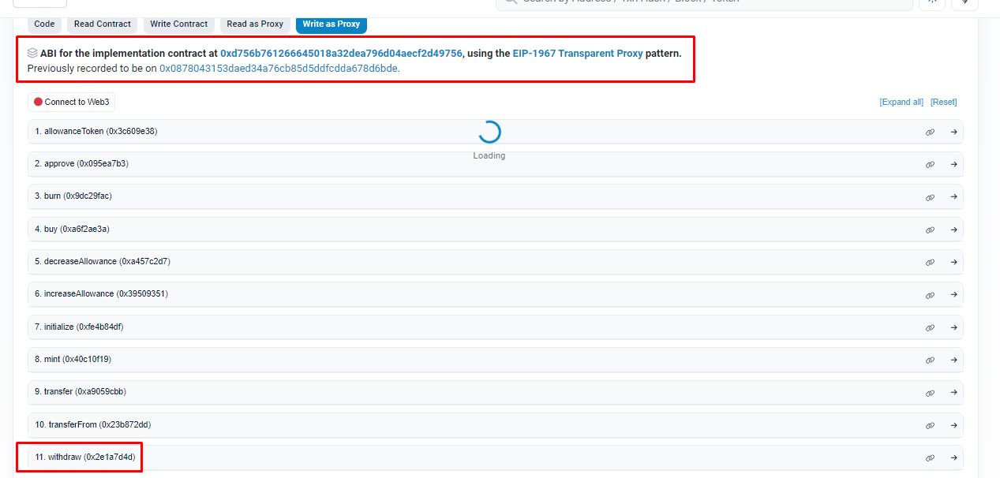 Search by Address / Txn Hash / Block / Token
Code Read Contract Write Contract Read as Proxy Write as Proxy
ABI for the implementation contract at 0xd756b761266645018a32dea796d04aecf2d49756, using the EIP-1967 Transparent Proxy pattern.
Previously recorded to be on 0x0878043153daed34a76cb85d5ddfcdda678d6bde.
Connect to Web3 [Expand all] [Reset]
1. allowanceToken (0x3c609e38)
Loading
2. approve (0x095ea7b3)
3. burn (0x9dc29fac)
4. buy (0xa6f2ae3a)
5. decreaseAllowance (0xa457c2d7)
6. increaseAllowance (0x39509351)
7. initialize (0xfe4b84df)
8. mint (0x40c10f19)
9. transfer (0xa9059cbb)
10. transferFrom (0x23b872dd)
11. withdraw (0x2e1a7d4d)